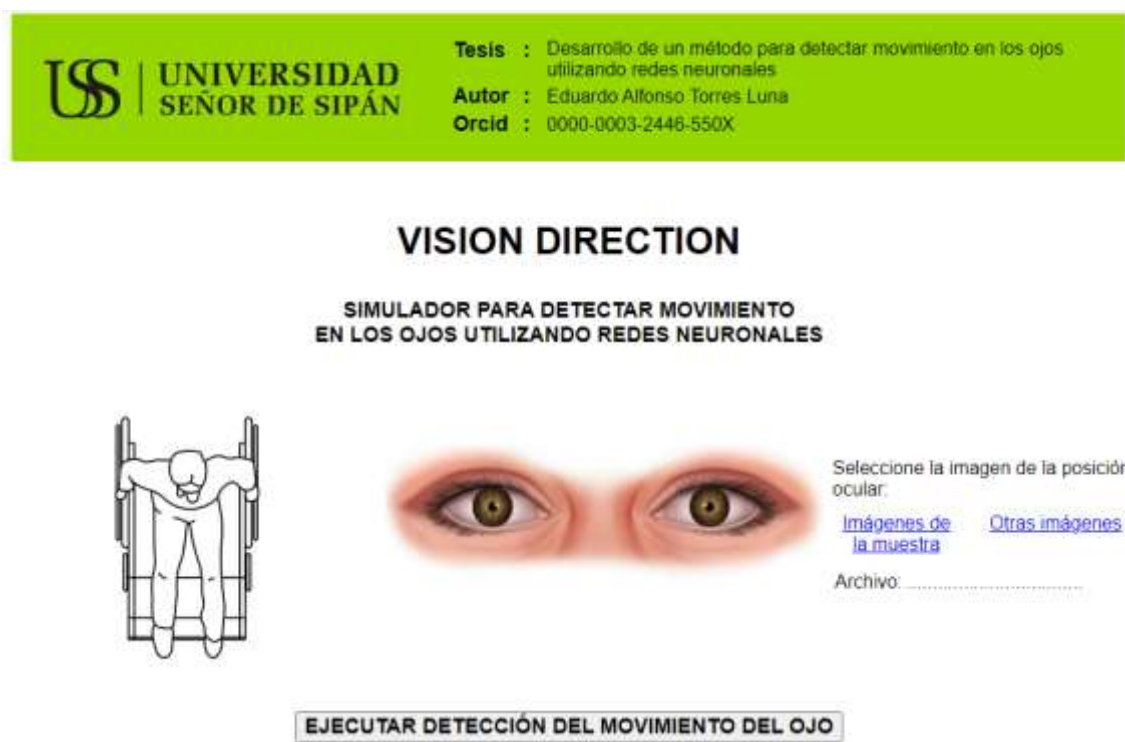 USS UNIVERSIDAD
SEÑOR DE SIPÁN
Tesis : Desarrollo de un método para detectar movimiento en los ojos
utilizando redes neuronales
Autor : Eduardo Alfonso Torres Luna
Orcid : 0000-0003-2446-550X
VISION DIRECTION
SIMULADOR PARA DETECTAR MOVIMIENTO
EN LOS OJOS UTILIZANDO REDES NEURONALES
Seleccione la imagen de la posición
ocular:
Imágenes de
la muestra
Otras imágenes
Archivo: ....................................
EJECUTAR DETECCIÓN DEL MOVIMIENTO DEL OJO